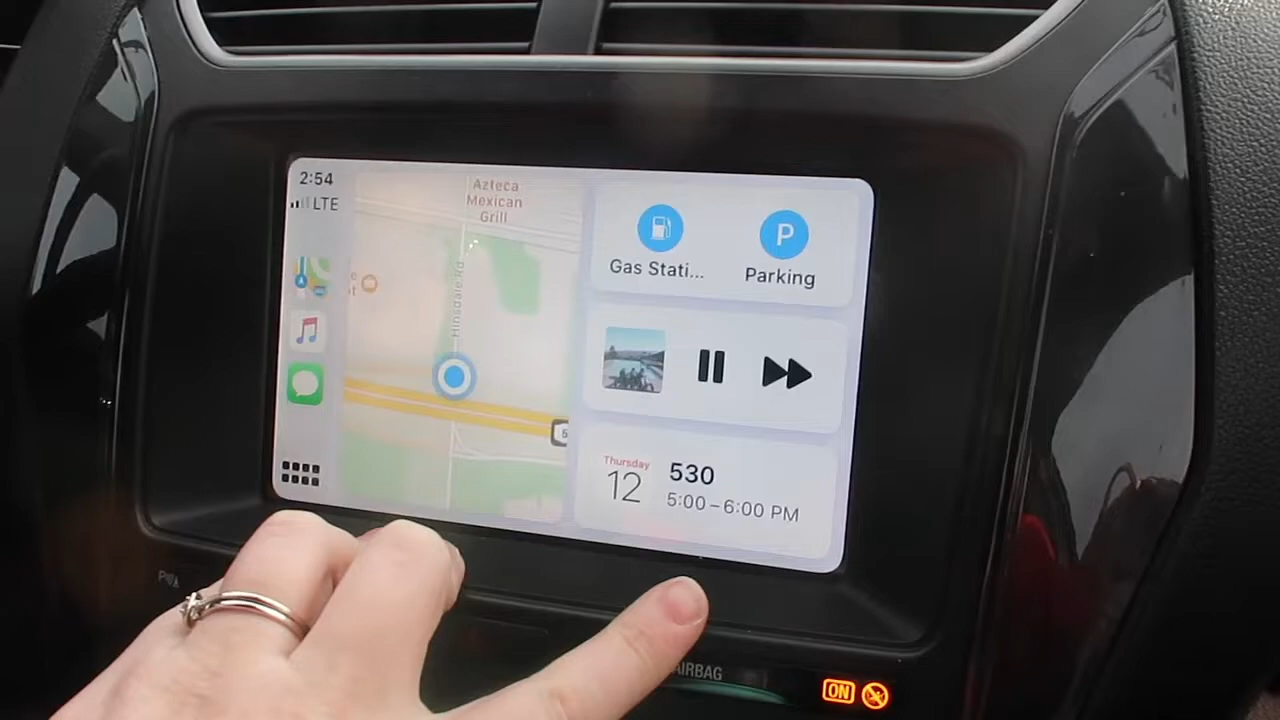 2:54
LTE
Azteca
Mexican
Grill
Hinsdale Rd
Gas Stati...
P
Parking
Thursday
12
530
5:00–6:00 PM
AIRBAG
ON